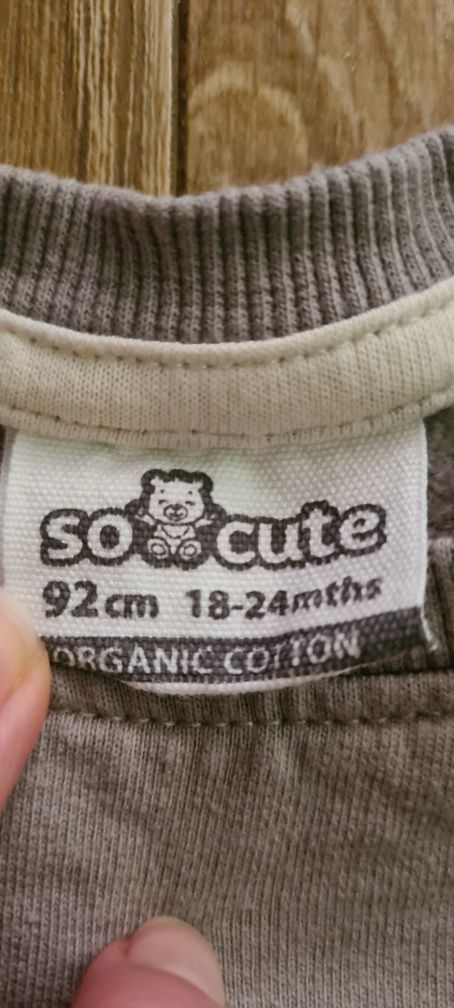 so cute
92cm 18-24mths
ORGANIC COTTON